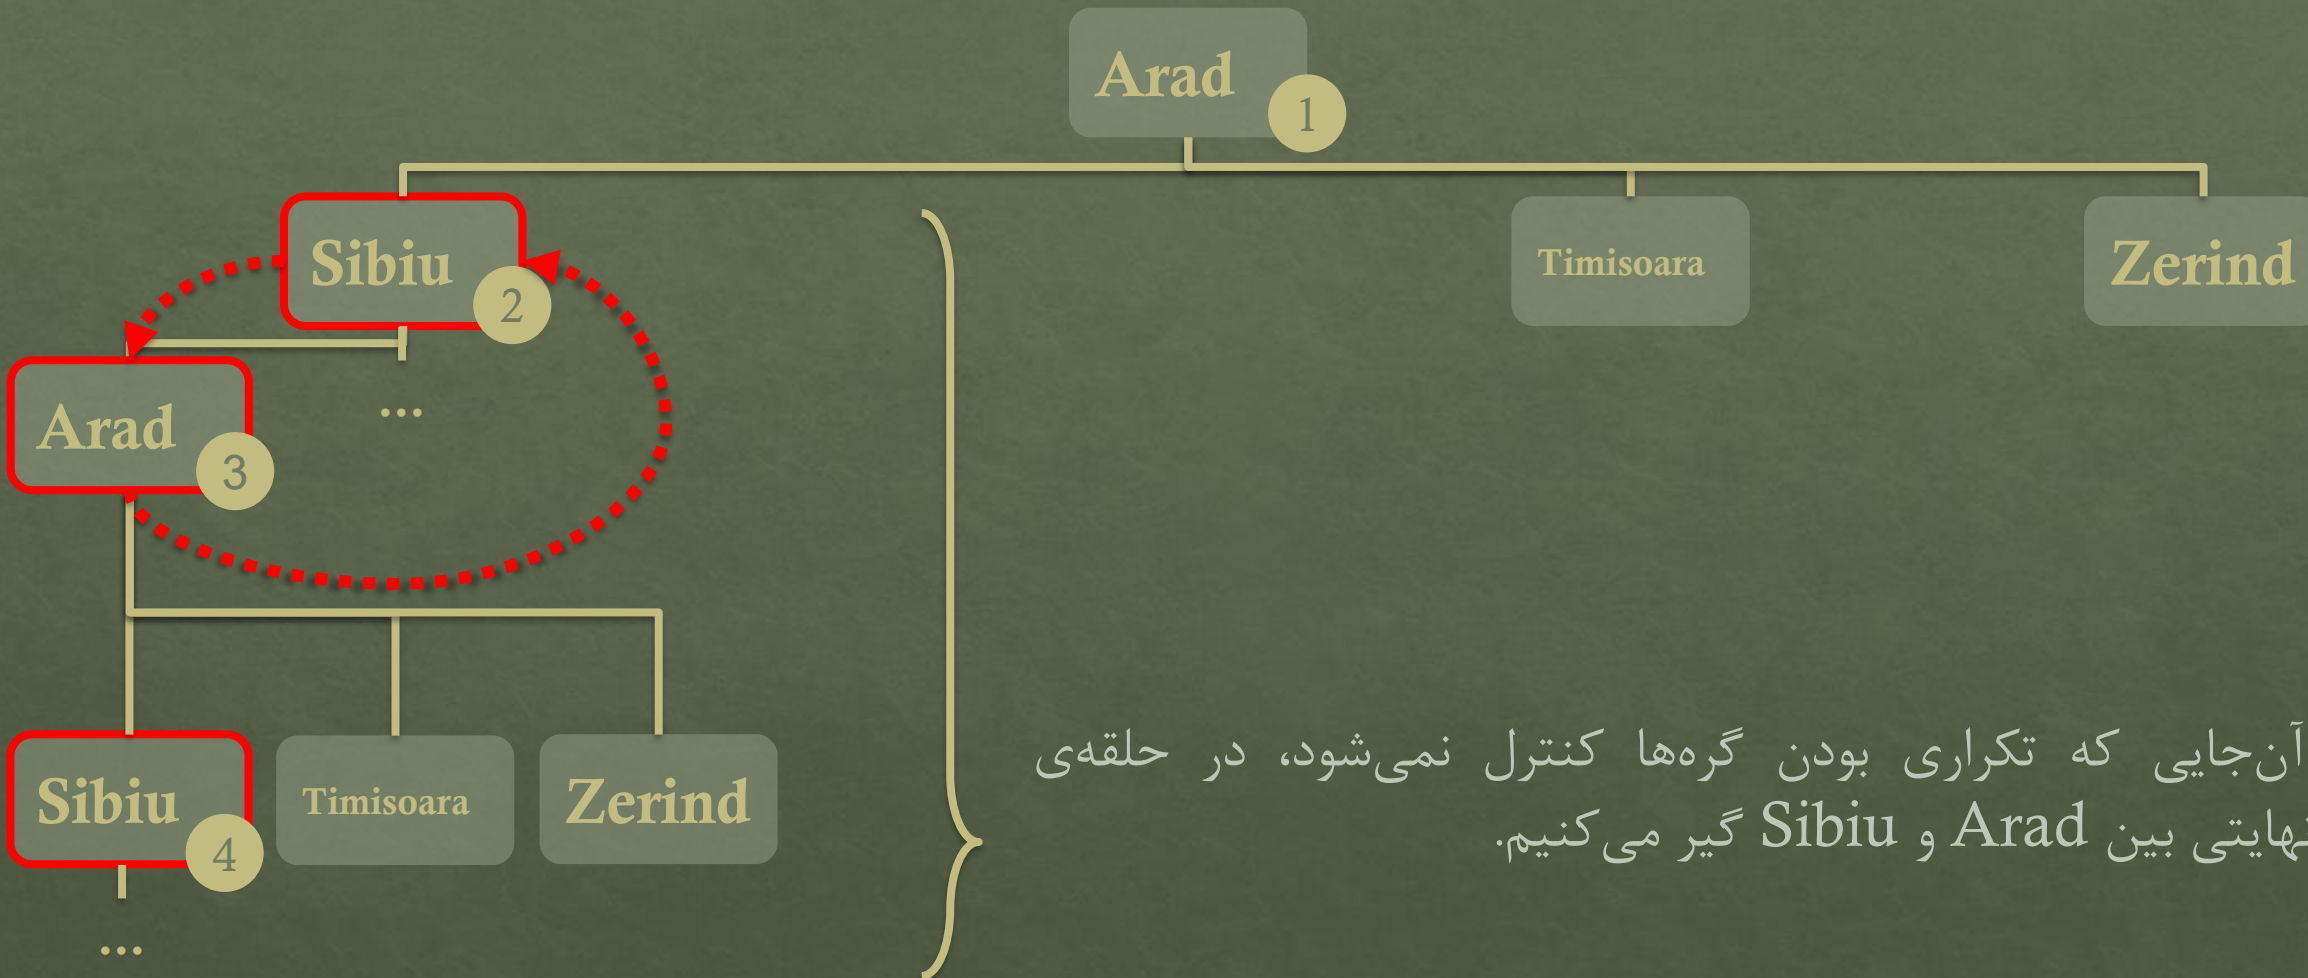 Arad
1
Sibiu
2
Timisoara
Zerind
Arad
3
...
Sibiu
4
Timisoara
Zerind
...
آن‌جایی که تکراری بودن گره‌ها کنترل نمی‌شود، در حلقه‌ی
بین Arad و Sibiu گیر می‌کنیم.